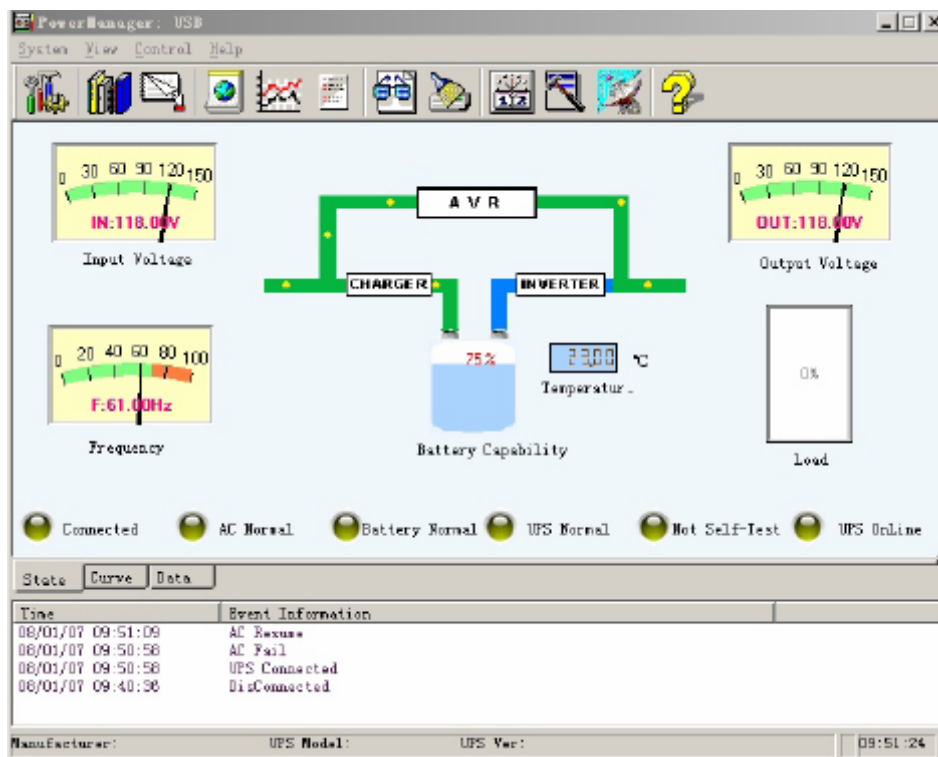 PowerManager: USB
System View Control Help
0 30 60 90 120 150
IN:118.00V
Input Voltage
AVR
0 30 60 90 120 150
OUT:118.00V
Output Voltage
CHARGER
INVERTER
0 20 40 60 80 100
F:61.00Hz
Frequency
75%
Battery Capability
23.00 ℃
Temperatur.
0%
Load
Connected
AC Normal
Battery Normal
UPS Normal
Not Self-Test
UPS OnLine
State Curve Data
Time Event Information
08/01/07 09:51:09 AC Resume
08/01/07 09:50:58 AC Fail
08/01/07 09:50:58 UPS Connected
08/01/07 09:40:36 DisConnected
Manufacturer: UPS Model: UPS Ver: 09:51:24